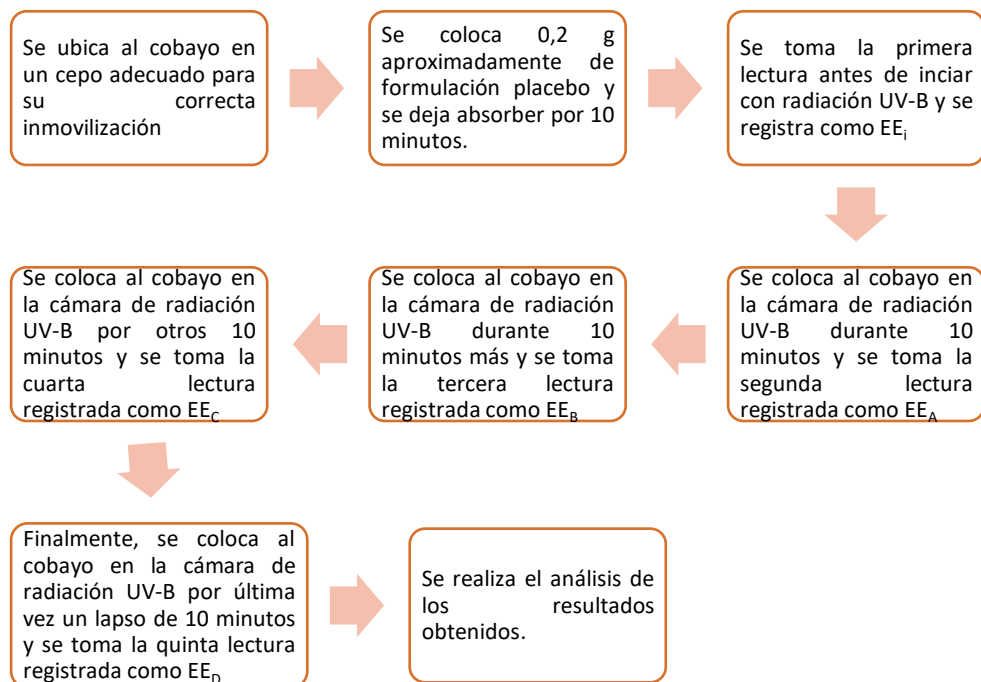 Se ubica al cobayo en
un cepo adecuado para
su correcta
inmovilización
Se coloca 0,2 g
aproximadamente de
formulación placebo y
se deja absorber por 10
minutos.
Se toma la primera
lectura antes de inciar
con radiación UV-B y se
registra como EEi
Se coloca al cobayo en
la cámara de radiación
UV-B durante 10
minutos y se toma la
segunda lectura
registrada como EEA
Se coloca al cobayo en
la cámara de radiación
UV-B durante 10
minutos más y se toma
la tercera lectura
registrada como EEB
Se coloca al cobayo en
la cámara de radiación
UV-B por otros 10
minutos y se toma la
cuarta lectura
registrada como EEC
Finalmente, se coloca al
cobayo en la cámara de
radiación UV-B por última
vez un lapso de 10 minutos
y se toma la quinta lectura
registrada como EED
Se realiza el análisis de
los resultados
obtenidos.